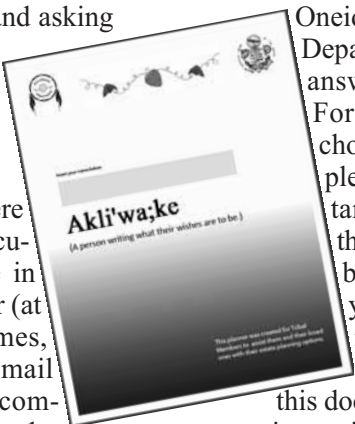 and asking
ere
cu-
e in
r (at
mes,
mail
com-
Insert your name below
Akli'wa;ke
(A person writing what their wishes are to be.)
This planner was created for Tribal
Members to assist them and their loved
ones with their estate planning options.
Oneid
Depa
answ
For
cho
ple
tan
th
b
y
this doc